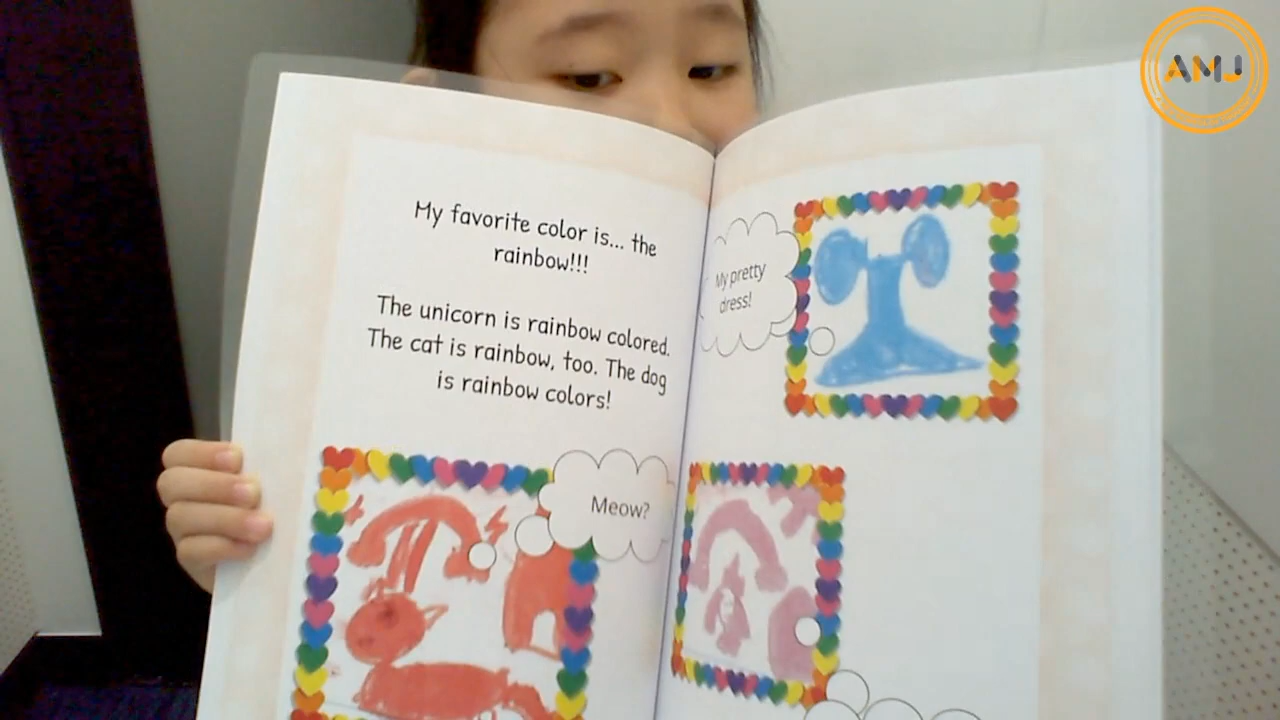 My favorite color is... the
rainbow!!!
The unicorn is rainbow colored.
The cat is rainbow, too. The dog
is rainbow colors!
Meow?
My pretty
dress!
AMJ